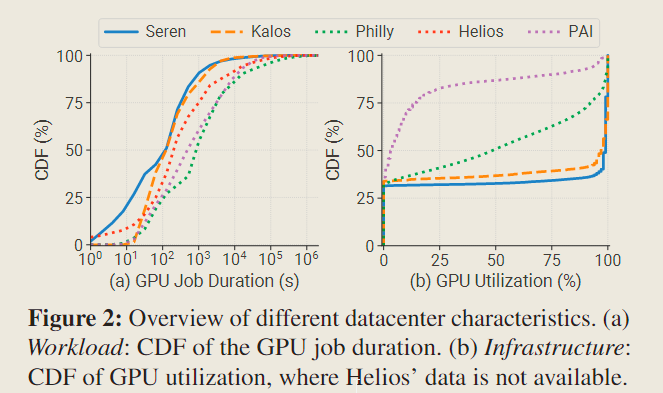 Seren Kalos Philly Helios PAI
CDF (%)
100
75
50
25
0
10⁰ 10¹ 10² 10³ 10⁴ 10⁵ 10⁶
(a) GPU Job Duration (s)
CDF (%)
100
75
50
25
0
0 25 50 75 100
(b) GPU Utilization (%)
Figure 2: Overview of different datacenter characteristics. (a)
Workload: CDF of the GPU job duration. (b) Infrastructure:
CDF of GPU utilization, where Helios’ data is not available.